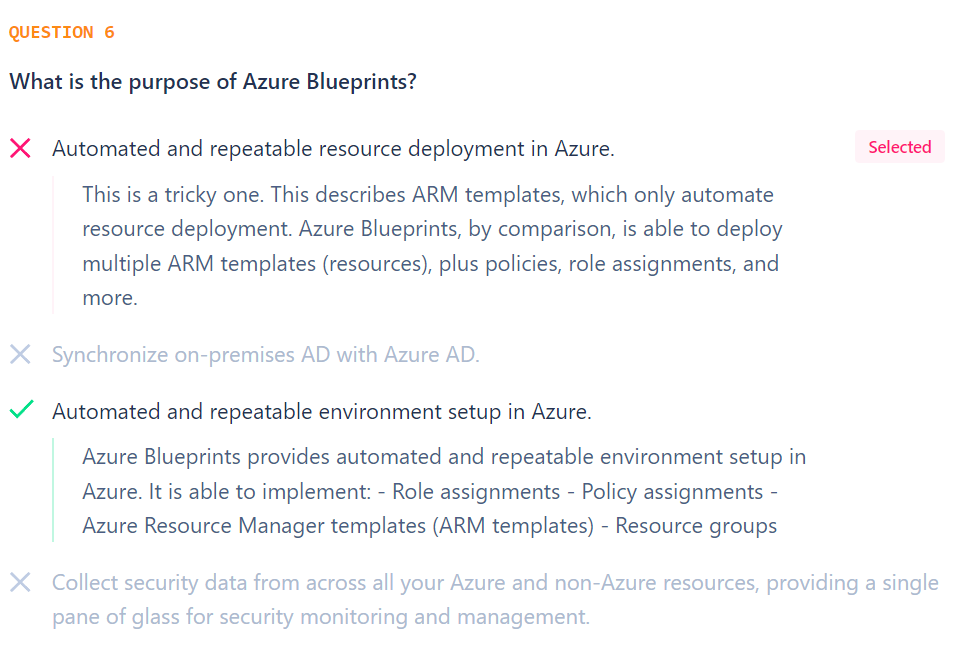 QUESTION 6
What is the purpose of Azure Blueprints?
Automated and repeatable resource deployment in Azure.
Selected
This is a tricky one. This describes ARM templates, which only automate
resource deployment. Azure Blueprints, by comparison, is able to deploy
multiple ARM templates (resources), plus policies, role assignments, and
more.
Synchronize on-premises AD with Azure AD.
Automated and repeatable environment setup in Azure.
Azure Blueprints provides automated and repeatable environment setup in
Azure. It is able to implement: - Role assignments - Policy assignments -
Azure Resource Manager templates (ARM templates) - Resource groups
Collect security data from across all your Azure and non-Azure resources, providing a single
pane of glass for security monitoring and management.